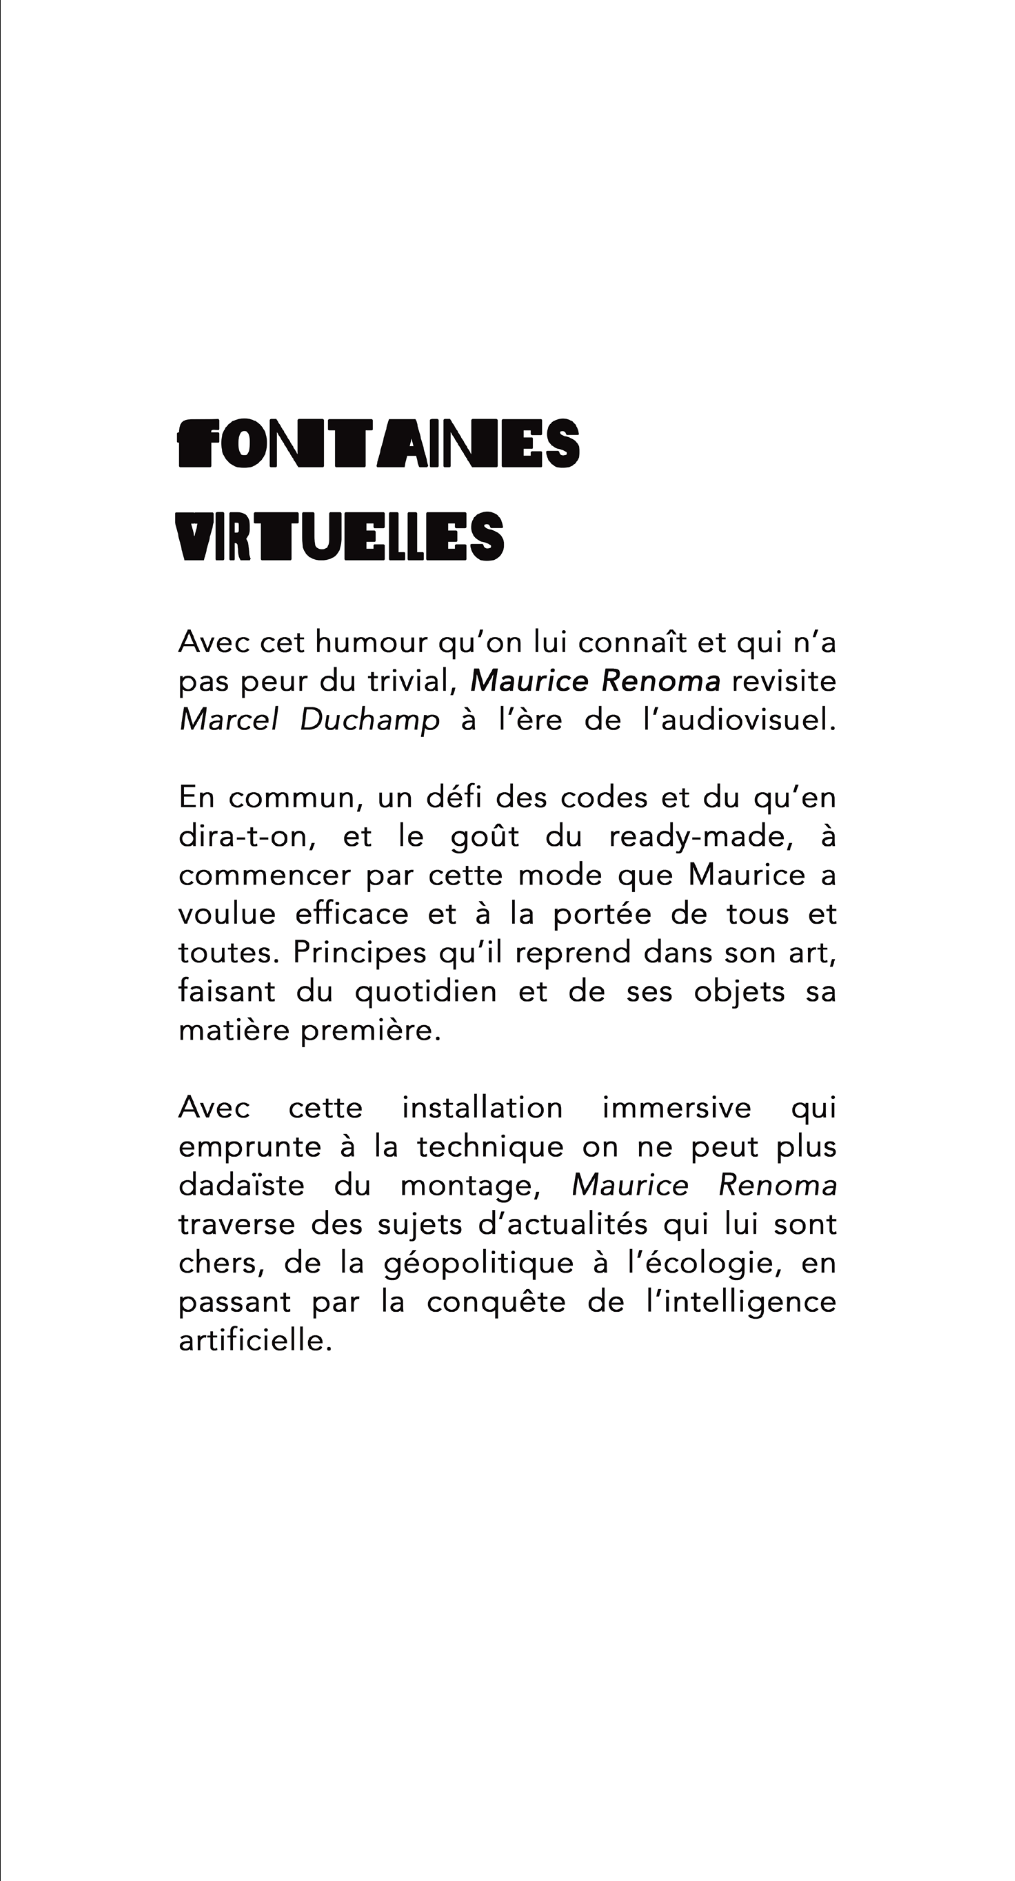 FONTAINES
VIRTUELLES
Avec cet humour qu’on lui connaît et qui n’a
pas peur du trivial, Maurice Renoma revisite
Marcel Duchamp à l’ère de l’audiovisuel.
En commun, un défi des codes et du qu’en
dira-t-on, et le goût du ready-made, à
commencer par cette mode que Maurice a
voulue efficace et à la portée de tous et
toutes. Principes qu’il reprend dans son art,
faisant du quotidien et de ses objets sa
matière première.
Avec cette installation immersive qui
emprunte à la technique on ne peut plus
dadaïste du montage, Maurice Renoma
traverse des sujets d’actualités qui lui sont
chers, de la géopolitique à l’écologie, en
passant par la conquête de l’intelligence
artificielle.